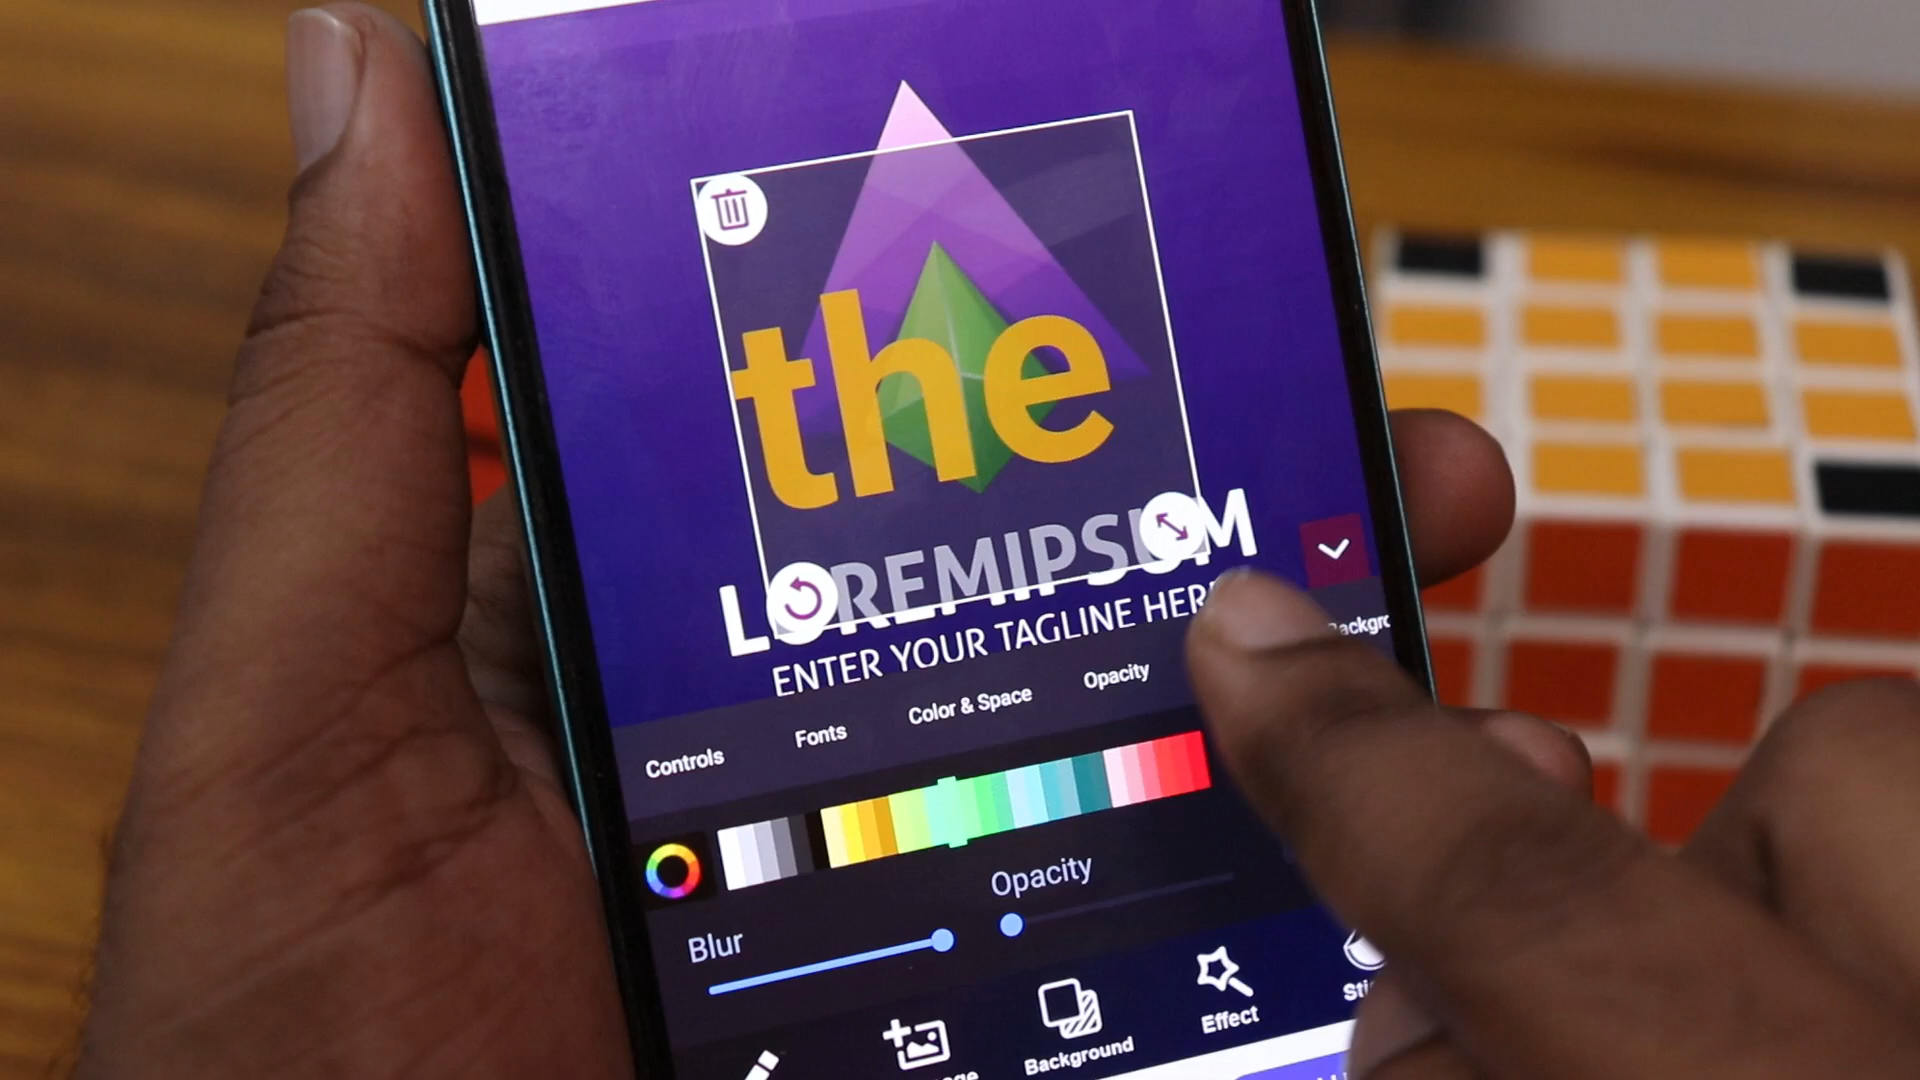 the
LOREMIPSUM
ENTER YOUR TAGLINE HERE
Controls Fonts Color & Space Opacity
Blur Opacity
Background Effect